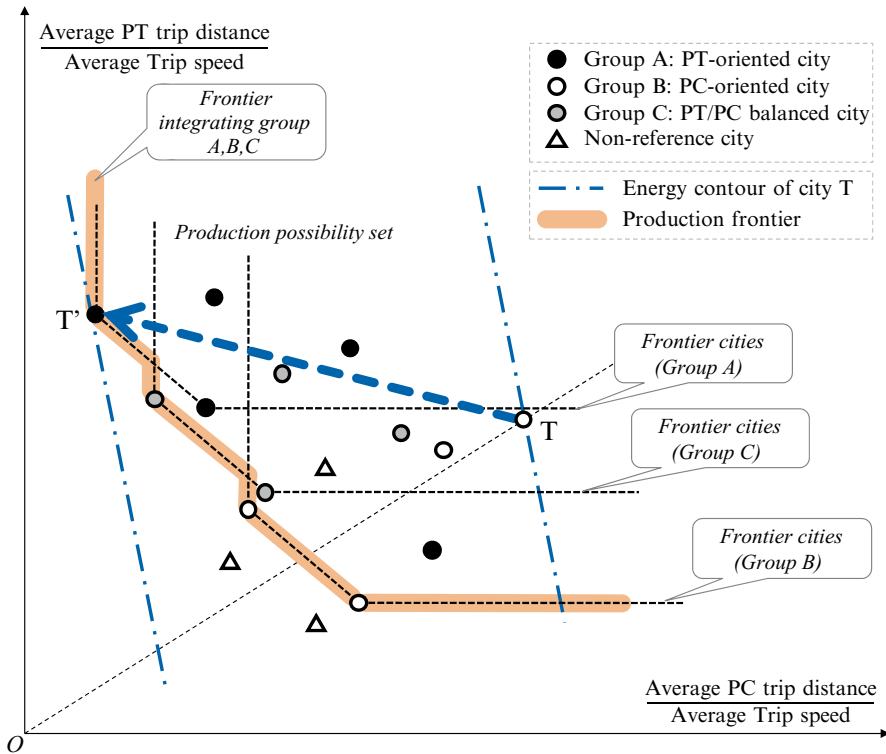 Average PT trip distance
Average Trip speed
Group A: PT-oriented city
Group B: PC-oriented city
Group C: PT/PC balanced city
Non-reference city
Energy contour of city T
Production frontier
Frontier
integrating group
A,B,C
Production possibility set
T’
T
Frontier cities
(Group A)
Frontier cities
(Group C)
Frontier cities
(Group B)
Average PC trip distance
Average Trip speed
O